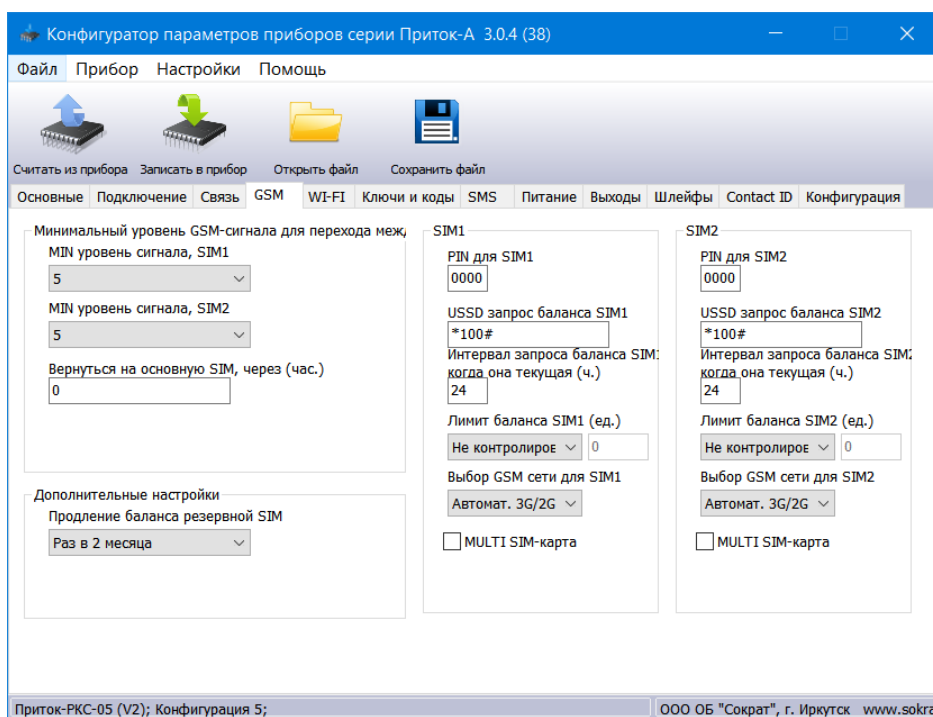 Конфигуратор параметров приборов серии Приток-А 3.0.4 (38)
Файл Прибор Настройки Помощь
Считать из прибора Записать в прибор Открыть файл Сохранить файл
Основные Подключение Связь GSM WI-FI Ключи и коды SMS Питание Выходы Шлейфы Contact ID Конфигурация
Минимальный уровень GSM-сигнала для перехода меж
MIN уровень сигнала, SIM1
5
MIN уровень сигнала, SIM2
5
Вернуться на основную SIM, через (час.)
0
Дополнительные настройки
Продление баланса резервной SIM
Раз в 2 месяца
SIM1
PIN для SIM1
0000
USSD запрос баланса SIM1
*100#
Интервал запроса баланса SIM1
когда она текущая (ч.)
24
Лимит баланса SIM1 (ед.)
Не контролиров 0
Выбор GSM сети для SIM1
Автомат. 3G/2G
MULTI SIM-карта
SIM2
PIN для SIM2
0000
USSD запрос баланса SIM2
*100#
Интервал запроса баланса SIM2
когда она текущая (ч.)
24
Лимит баланса SIM2 (ед.)
Не контролиров 0
Выбор GSM сети для SIM2
Автомат. 3G/2G
MULTI SIM-карта
Приток-РКС-05 (V2); Конфигурация 5; ООО ОБ "Сократ", г. Иркутск www.sokra